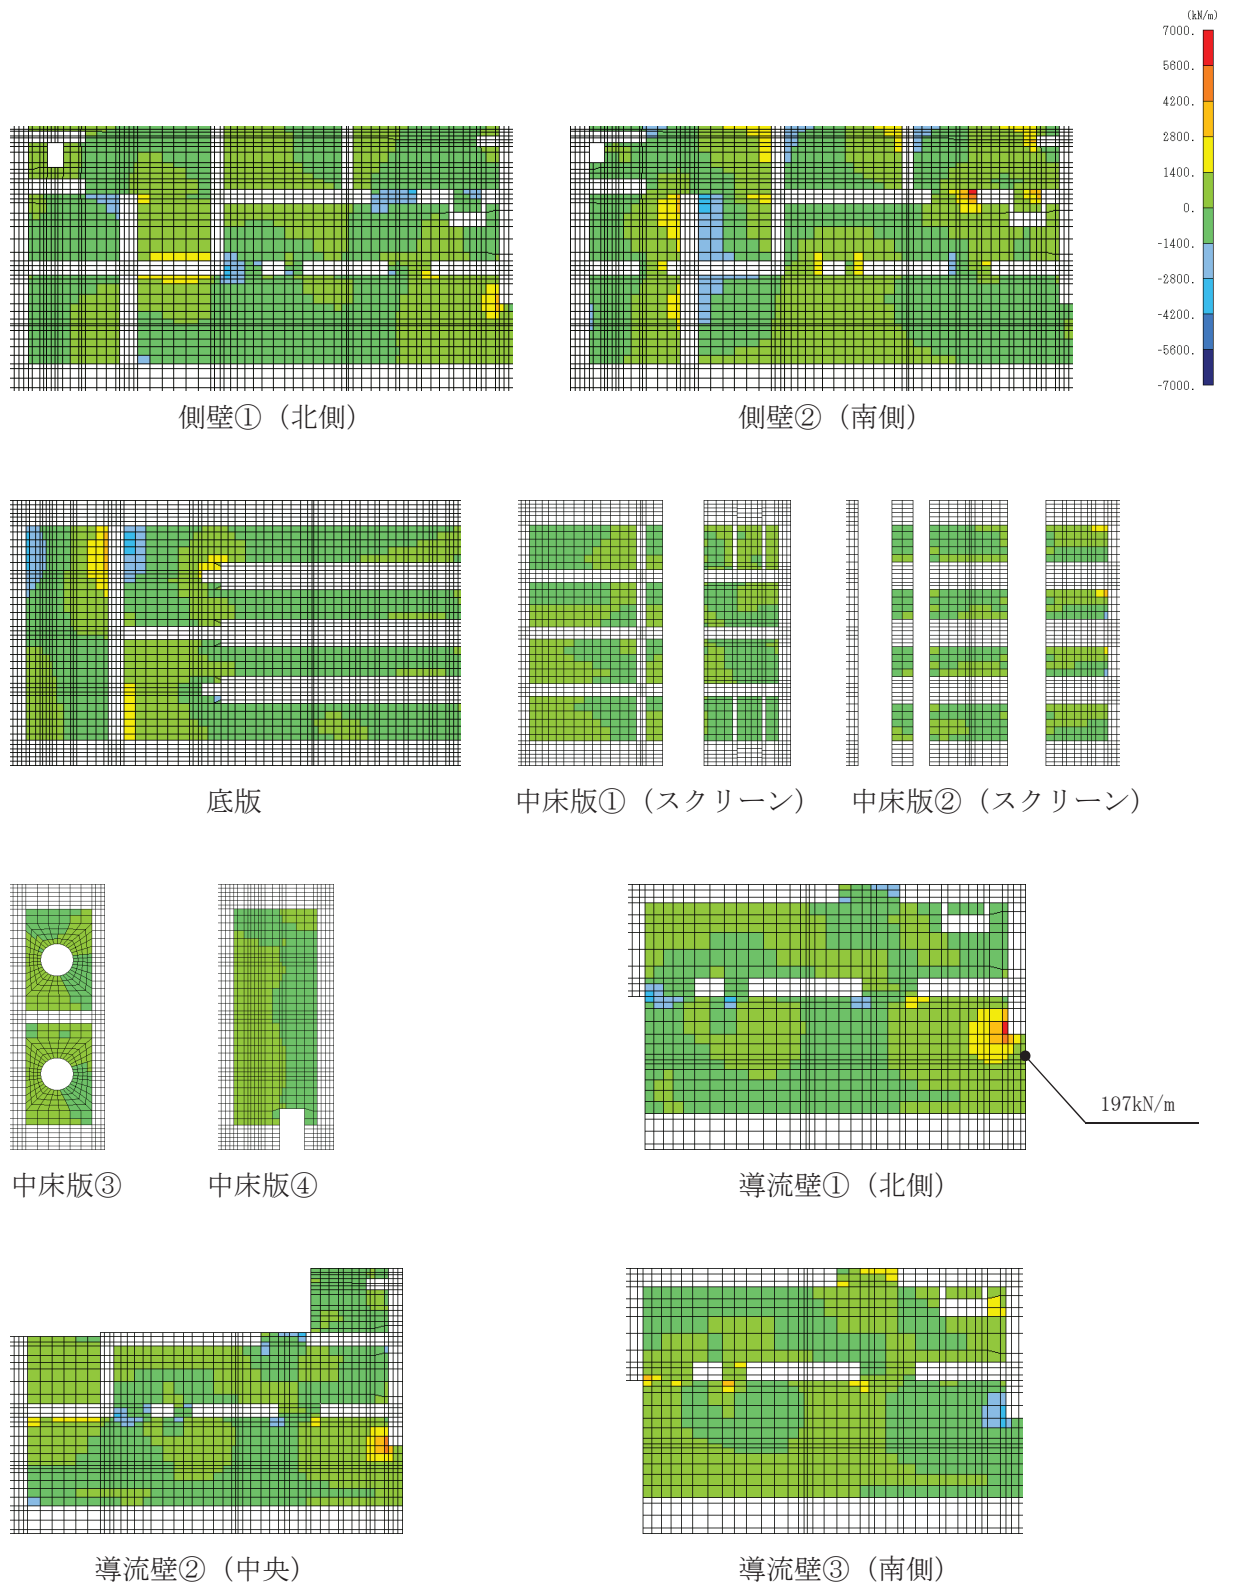 (kN/m)
7000.
5600.
4200.
2800.
1400.
0.
-1400.
-2800.
-4200.
-5600.
-7000.
側壁①（北側）
側壁②（南側）
底版
中床版①（スクリーン）
中床版②（スクリーン）
197kN/m
中床版③
中床版④
導流壁①（北側）
導流壁②（中央）
導流壁③（南側）